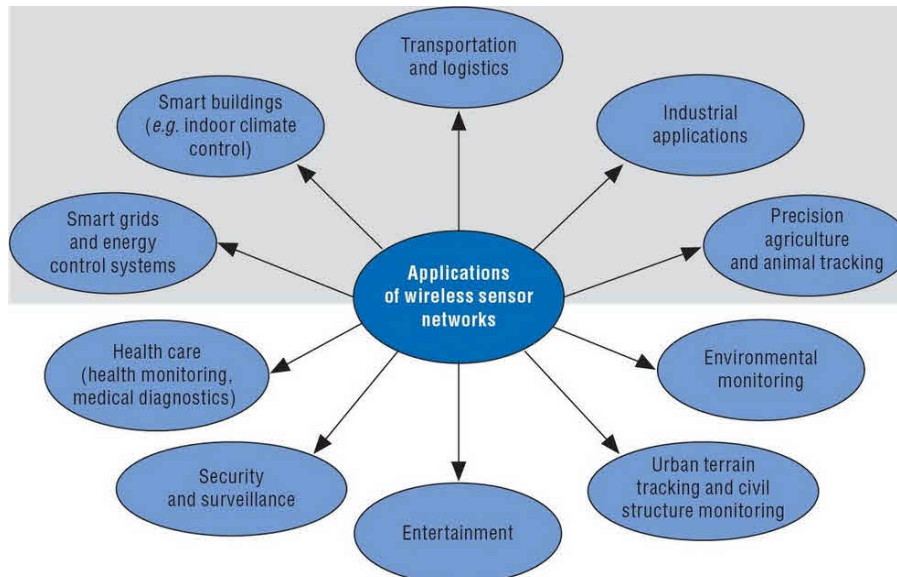 Transportation
and logistics
Smart buildings
(e.g. indoor climate
control)
Industrial
applications
Smart grids
and energy
control systems
Precision
agriculture
and animal tracking
Applications
of wireless sensor
networks
Health care
(health monitoring,
medical diagnostics)
Environmental
monitoring
Security
and surveillance
Urban terrain
tracking and civil
structure monitoring
Entertainment